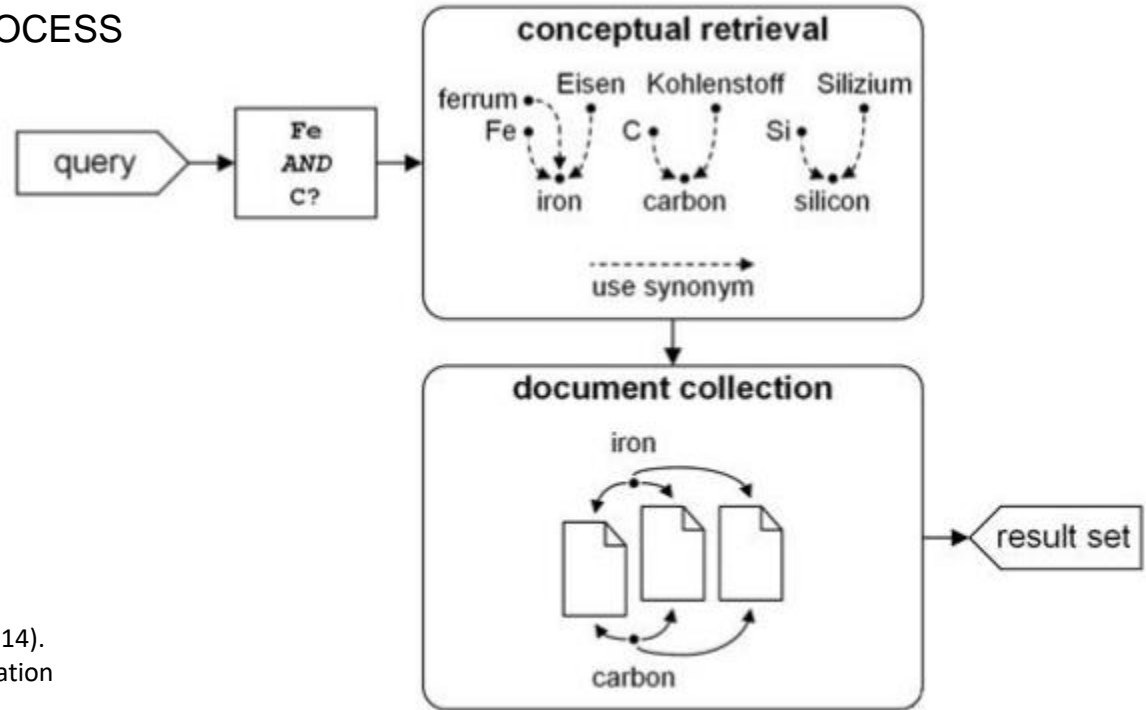 OCESS
query
Fe
AND
C?
conceptual retrieval
ferrum
Eisen
Kohlenstoff
Silizium
Fe
C
Si
iron
carbon
silicon
use synonym
document collection
iron
carbon
result set
14).
ation